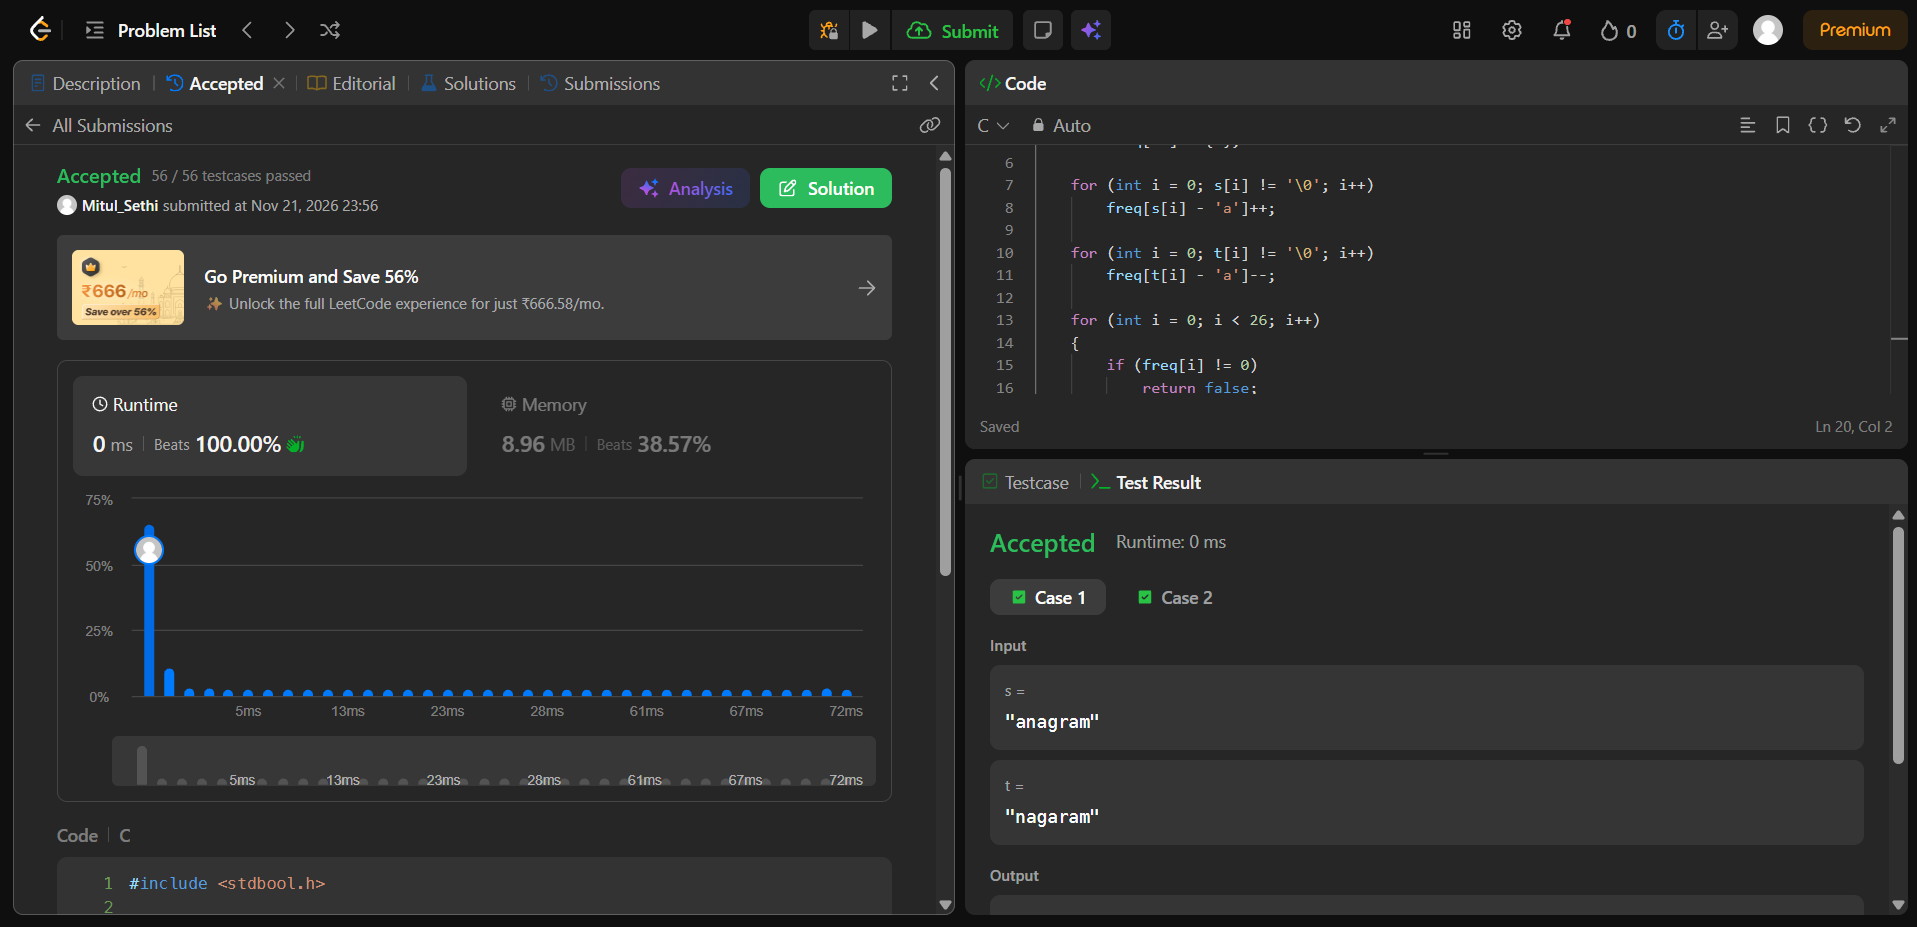 Problem List
Submit
0
Premium
Description
Accepted
Editorial
Solutions
Submissions
All Submissions
Accepted 56 / 56 testcases passed
Mitul_Sethi submitted at Nov 21, 2026 23:56
Analysis
Solution
₹666/mo
Save over 56%
Go Premium and Save 56%
✨ Unlock the full LeetCode experience for just ₹666.58/mo.
Runtime
0 ms
Beats 100.00%
Memory
8.96 MB
Beats 38.57%
75%
50%
25%
0%
5ms 13ms 23ms 28ms 61ms 67ms 72ms
5ms 13ms 23ms 28ms 61ms 67ms 72ms
Code C
1 #include <stdbool.h>
2
</> Code
C
Auto
6
7 for (int i = 0; s[i] != '\0'; i++)
8 freq[s[i] - 'a']++;
9
10 for (int i = 0; t[i] != '\0'; i++)
11 freq[t[i] - 'a']--;
12
13 for (int i = 0; i < 26; i++)
14 {
15 if (freq[i] != 0)
16 return false;
Saved
Ln 20, Col 2
Testcase
Test Result
Accepted Runtime: 0 ms
Case 1
Case 2
Input
s =
"anagram"
t =
"nagaram"
Output